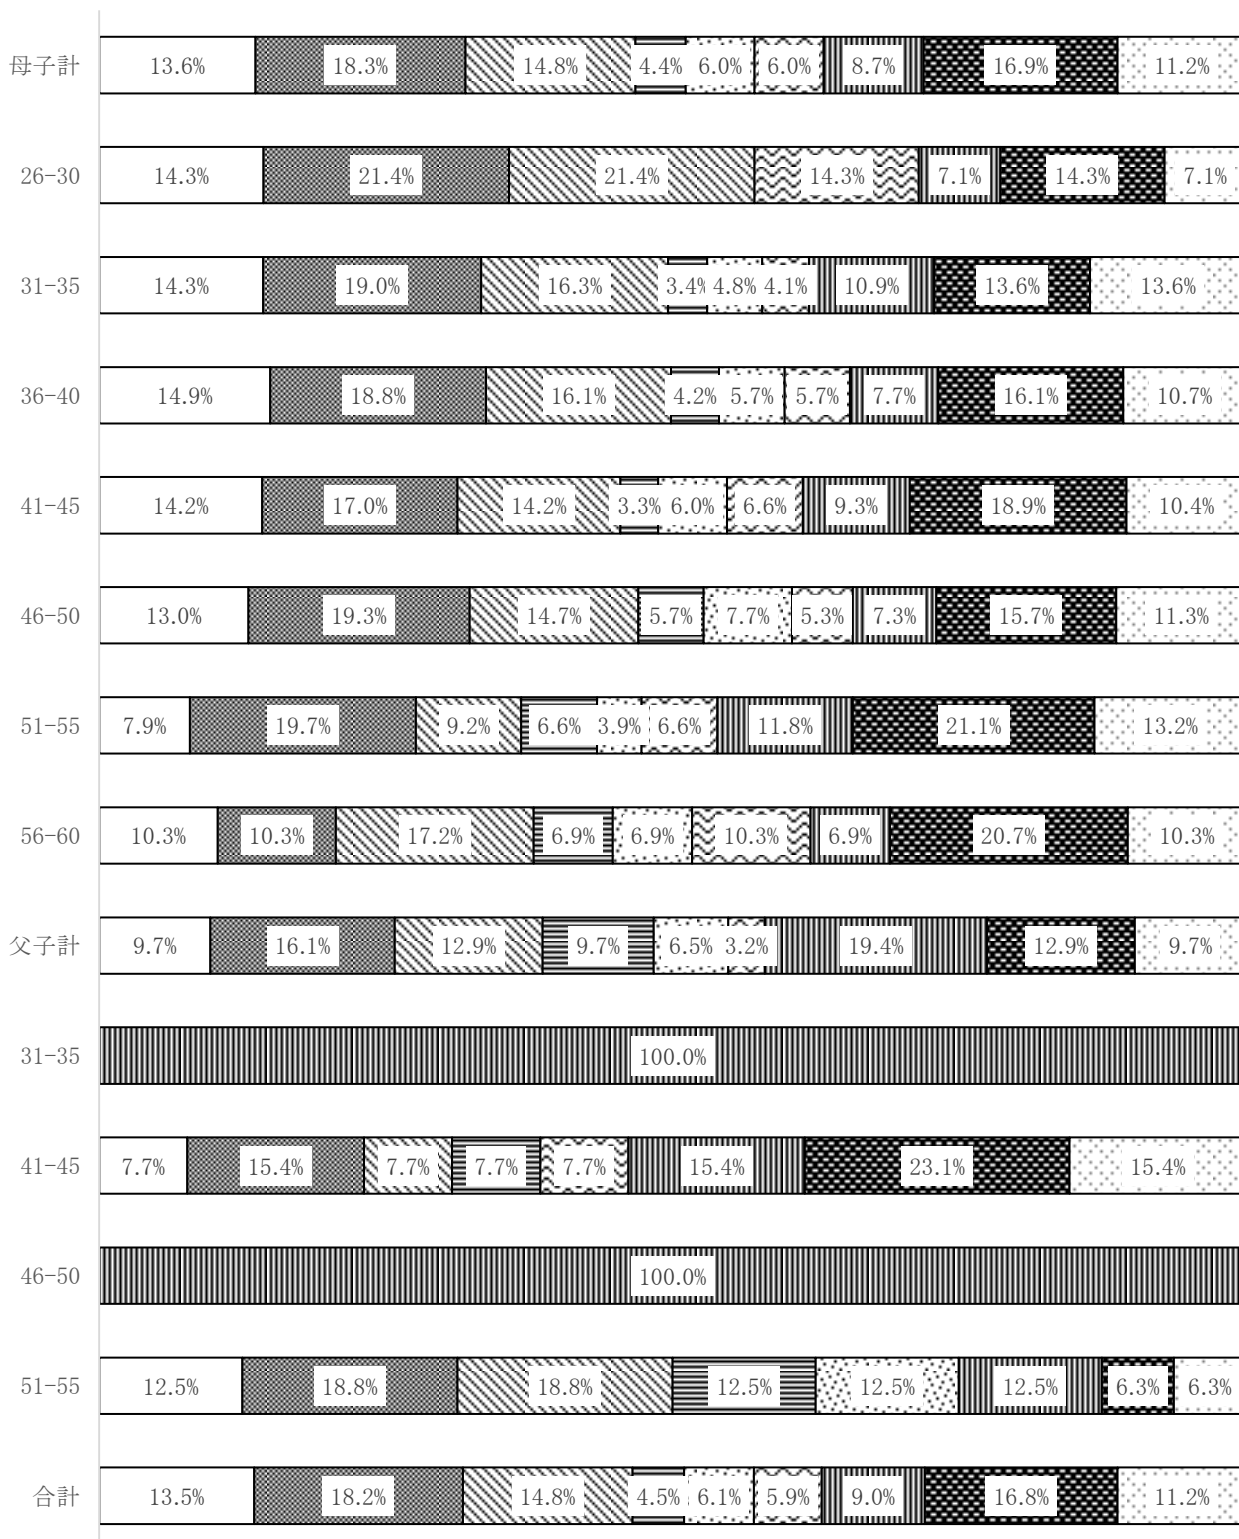 母子計 13.6% 18.3% 14.8% 4.4% 6.0% 6.0% 8.7% 16.9% 11.2%
26-30 14.3% 21.4% 21.4% 14.3% 7.1% 14.3% 7.1%
31-35 14.3% 19.0% 16.3% 3.4% 4.8% 4.1% 10.9% 13.6% 13.6%
36-40 14.9% 18.8% 16.1% 4.2% 5.7% 5.7% 7.7% 16.1% 10.7%
41-45 14.2% 17.0% 14.2% 3.3% 6.0% 6.6% 9.3% 18.9% 10.4%
46-50 13.0% 19.3% 14.7% 5.7% 7.7% 5.3% 7.3% 15.7% 11.3%
51-55 7.9% 19.7% 9.2% 6.6% 3.9% 6.6% 11.8% 21.1% 13.2%
56-60 10.3% 10.3% 17.2% 6.9% 6.9% 10.3% 6.9% 20.7% 10.3%
父子計 9.7% 16.1% 12.9% 9.7% 6.5% 3.2% 19.4% 12.9% 9.7%
31-35 100.0%
41-45 7.7% 15.4% 7.7% 7.7% 7.7% 15.4% 23.1% 15.4%
46-50 100.0%
51-55 12.5% 18.8% 18.8% 12.5% 12.5% 12.5% 6.3% 6.3%
合計 13.5% 18.2% 14.8% 4.5% 6.1% 5.9% 9.0% 16.8% 11.2%